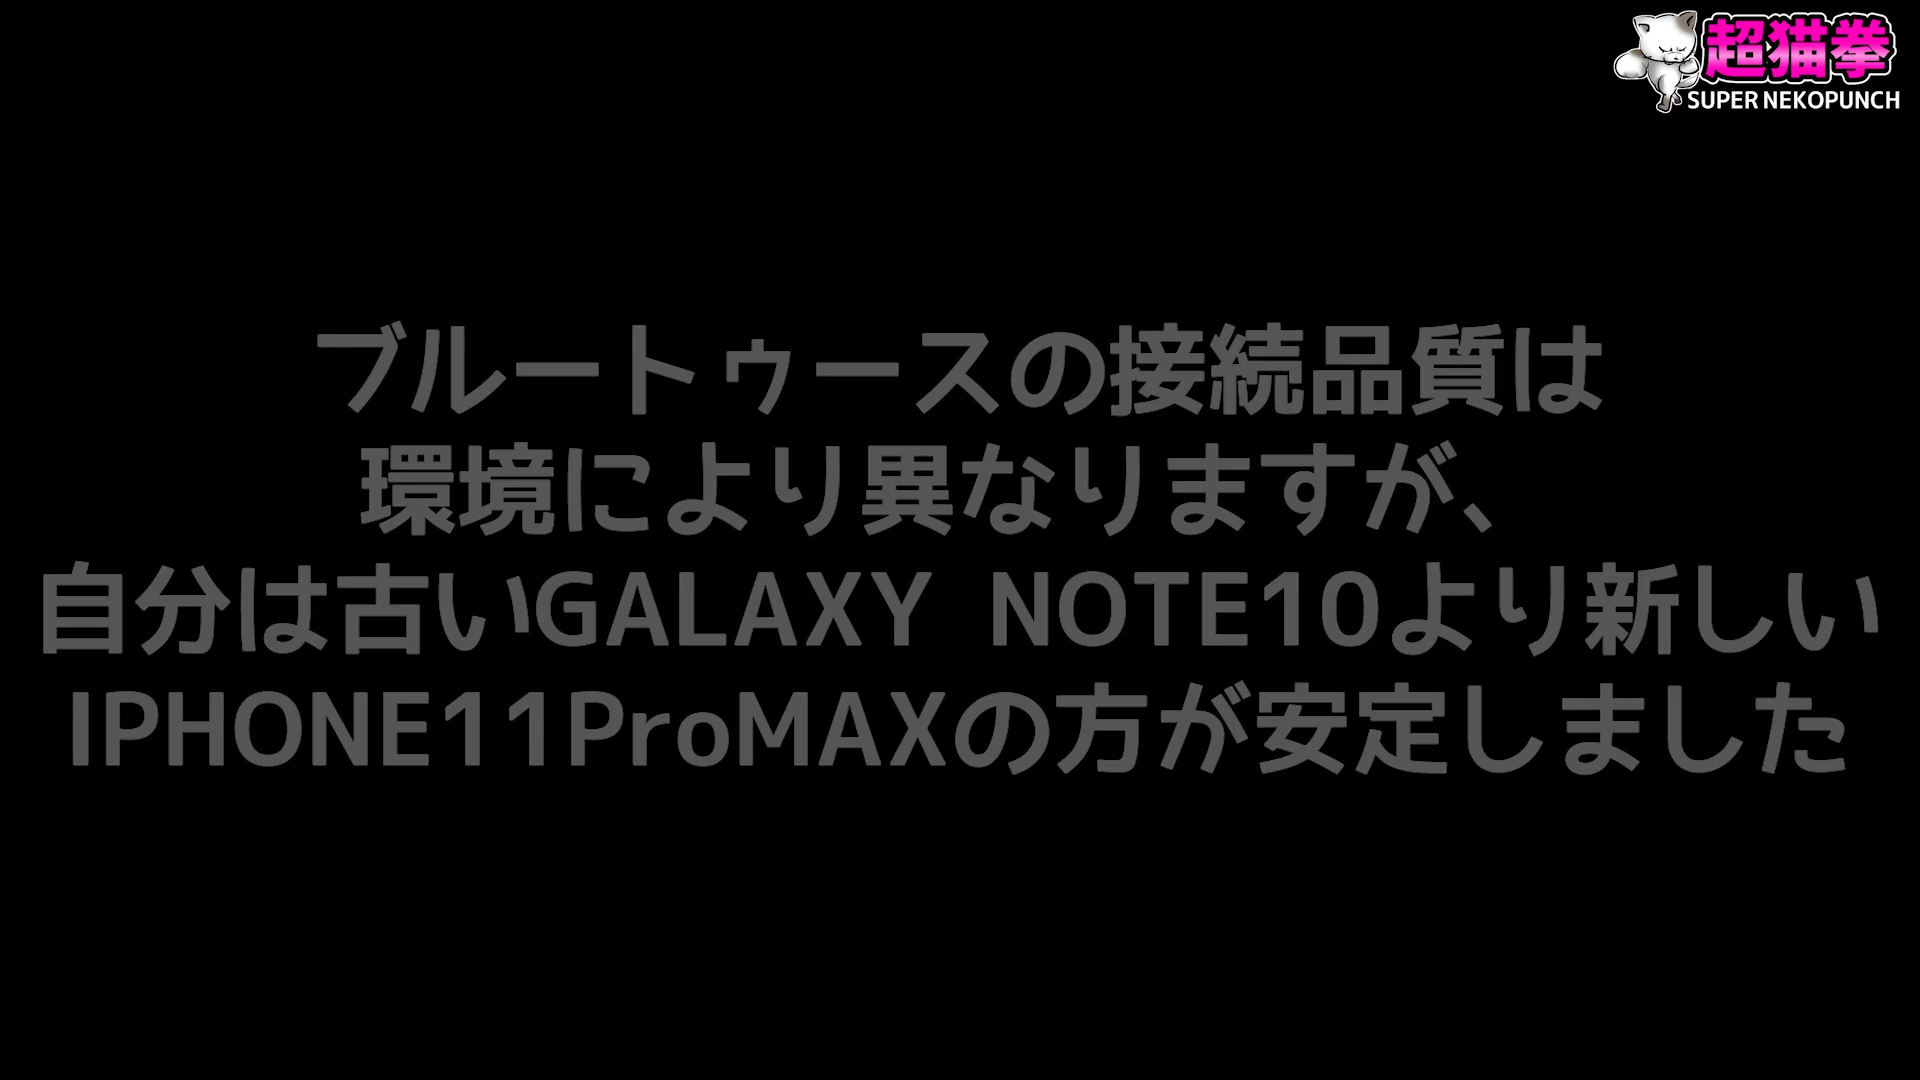 超猫拳
SUPER NEKOPUNCH
ブルートゥースの接続品質は
環境により異なりますが、
自分は古いGALAXY NOTE10より新しい
IPHONE11ProMAXの方が安定しました